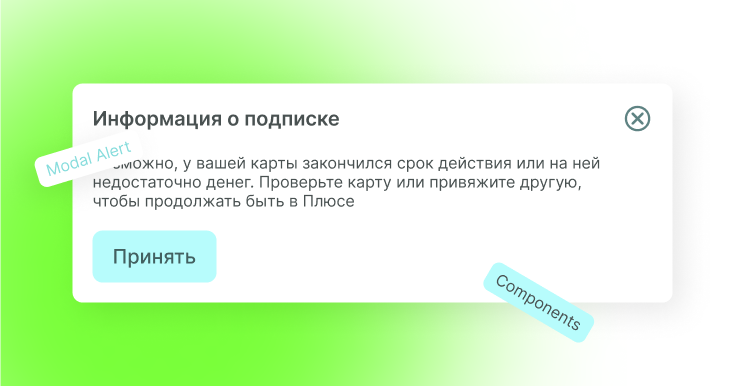 Информация о подписке
Modal Alert
зможно, у вашей карты закончился срок действия или на ней
недостаточно денег. Проверьте карту или привяжите другую,
чтобы продолжать быть в Плюсе
Принять
Components